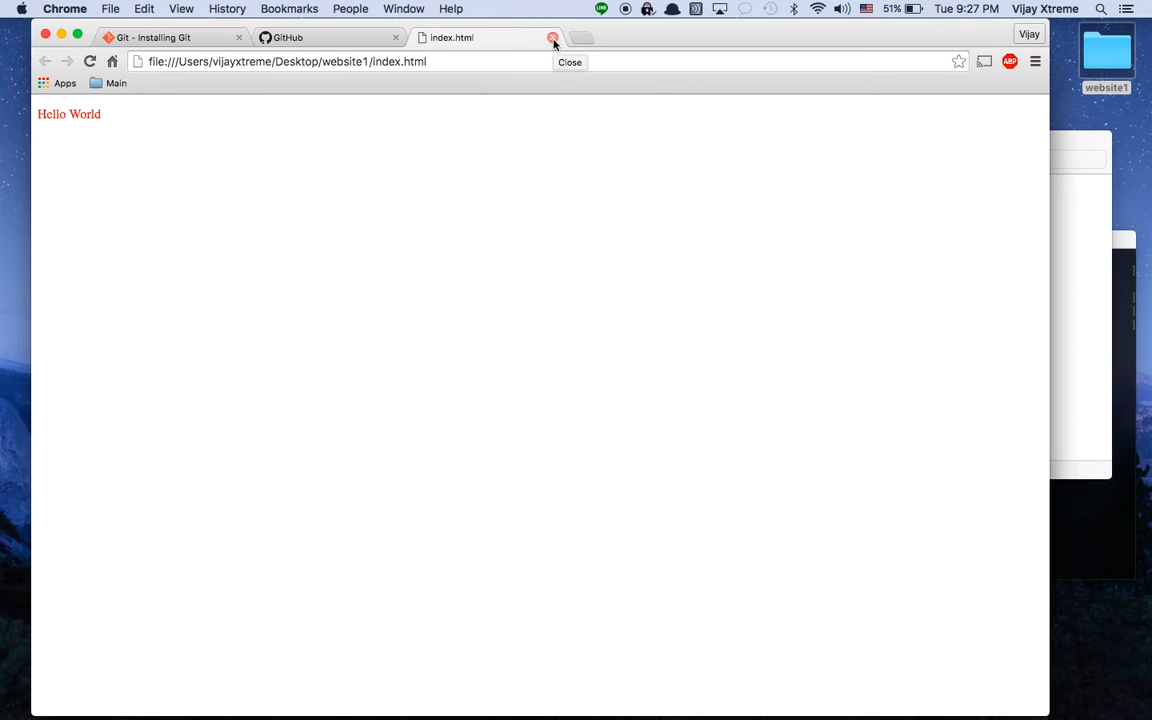 Chrome File Edit View History Bookmarks People Window Help 51% Tue 9:27 PM Vijay Xtreme
Git - Installing Git GitHub index.html Vijay
file:///Users/vijayxtreme/Desktop/website1/index.html ABP
Close
Apps Main
website1
Hello World